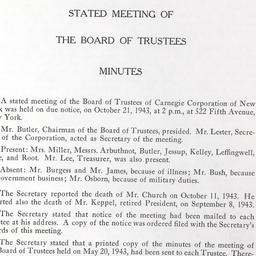 STATED MEETING OF
THE BOARD OF TRUSTEES
MINUTES
A stated meeting of the Board of Trustees of Carnegie Corporation of New
was held on due notice, on October 21, 1943, at 2 p.m., at 522 Fifth Avenue,
York.
Mr. Butler, Chairman of the Board of Trustees, presided. Mr. Lester, Secre-
of the Corporation, acted as Secretary of the meeting.
Present: Mrs. Miller, Messrs. Arbuthnot, Butler, Jessup, Kelley, Leffingwell,
and Root. Mr. Lee, Treasurer, was also present.
Absent: Mr. Burgess and Mr. James, because of illness; Mr. Bush, because
government business; Mr. Osborn, because of military duties.
The Secretary reported the death of Mr. Church on October 11, 1943. He
also the death of Mr. Keppel, retired President, on September 8, 1943.
The Secretary stated that notice of the meeting had been mailed to each
at his address. A copy of the notice was ordered filed with the Secretary's
of this meeting.
The Secretary stated that a printed copy of the minutes of the meeting of
Board of Trustees held on May 20, 1943, had been sent to each Trustee. There-